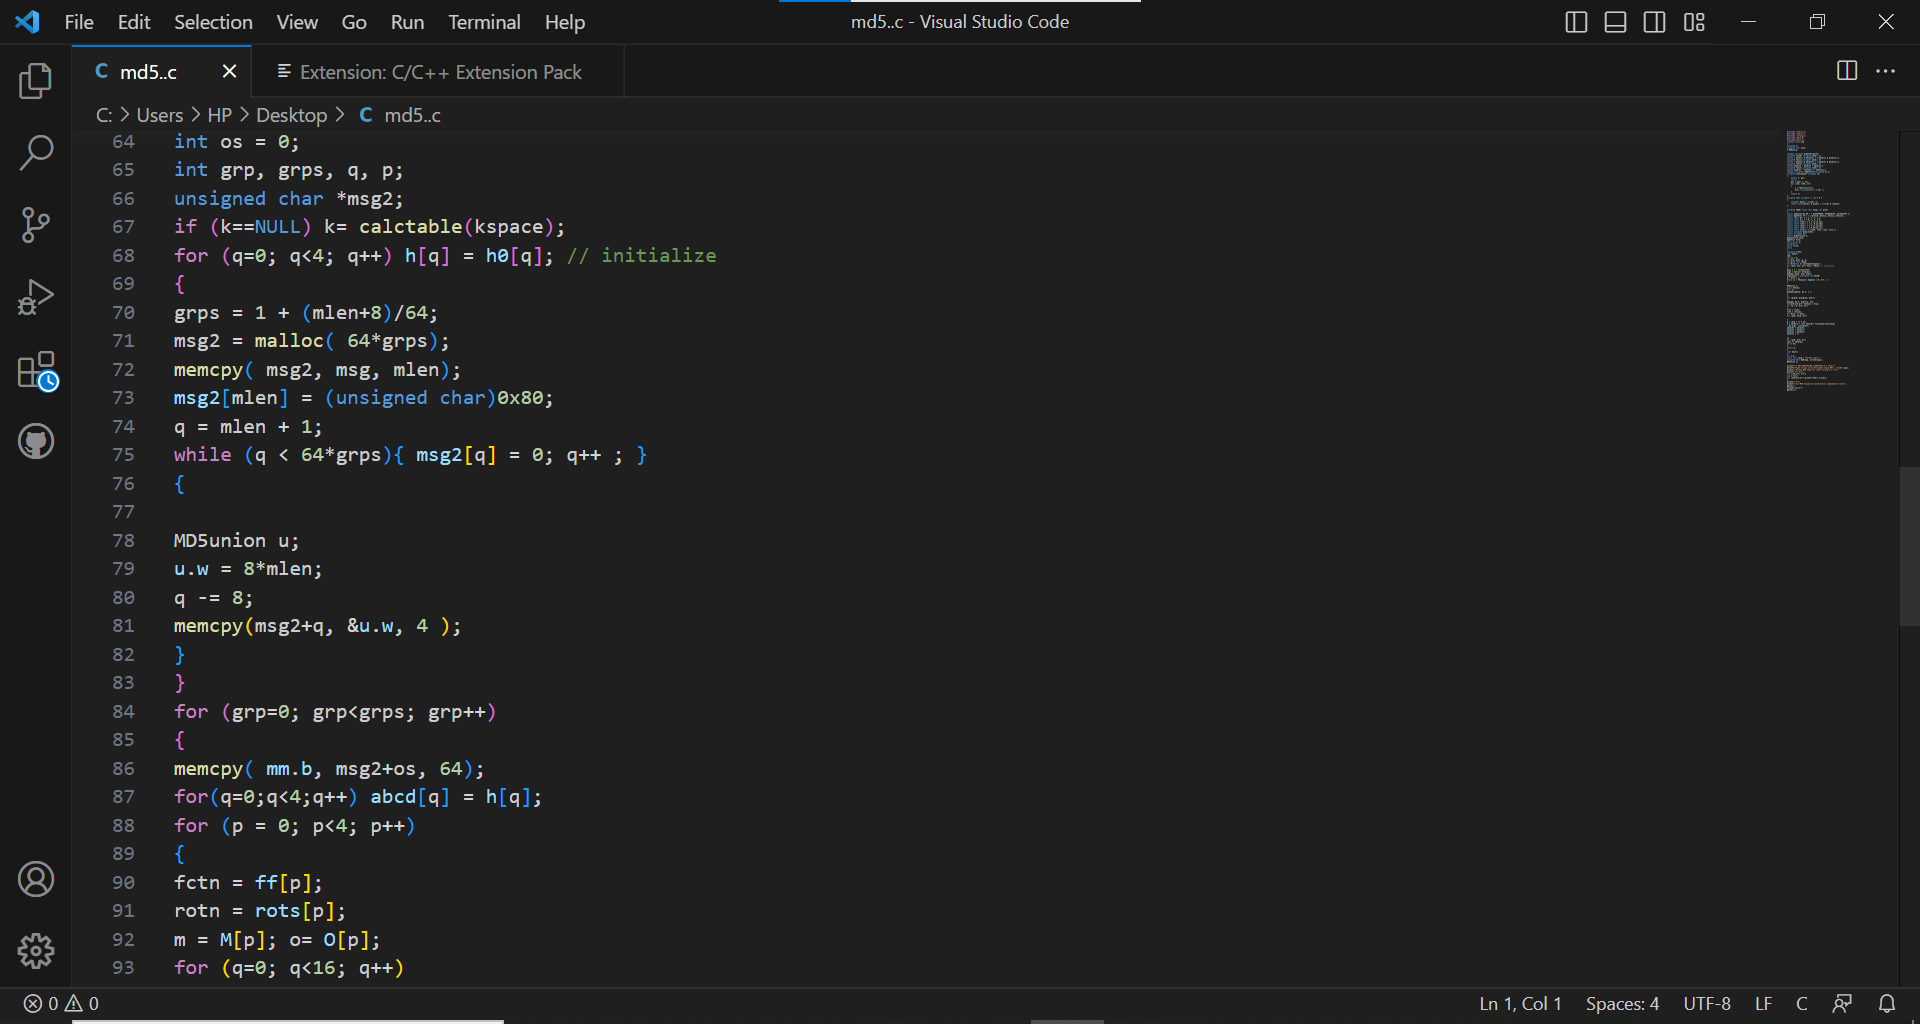 File Edit Selection View Go Run Terminal Help md5..c - Visual Studio Code
C md5..c Extension: C/C++ Extension Pack
C: > Users > HP > Desktop > C md5..c
64 int os = 0;
65 int grp, grps, q, p;
66 unsigned char *msg2;
67 if (k==NULL) k= calctable(kspace);
68 for (q=0; q<4; q++) h[q] = h0[q]; // initialize
69 {
70 grps = 1 + (mlen+8)/64;
71 msg2 = malloc( 64*grps);
72 memcpy( msg2, msg, mlen);
73 msg2[mlen] = (unsigned char)0x80;
74 q = mlen + 1;
75 while (q < 64*grps){ msg2[q] = 0; q++ ; }
76 {
77
78 MD5union u;
79 u.w = 8*mlen;
80 q -= 8;
81 memcpy(msg2+q, &u.w, 4 );
82 }
83 }
84 for (grp=0; grp<grps; grp++)
85 {
86 memcpy( mm.b, msg2+os, 64);
87 for(q=0;q<4;q++) abcd[q] = h[q];
88 for (p = 0; p<4; p++)
89 {
90 fctn = ff[p];
91 rotn = rots[p];
92 m = M[p]; o= O[p];
93 for (q=0; q<16; q++)
0 0 Ln 1, Col 1 Spaces: 4 UTF-8 LF C